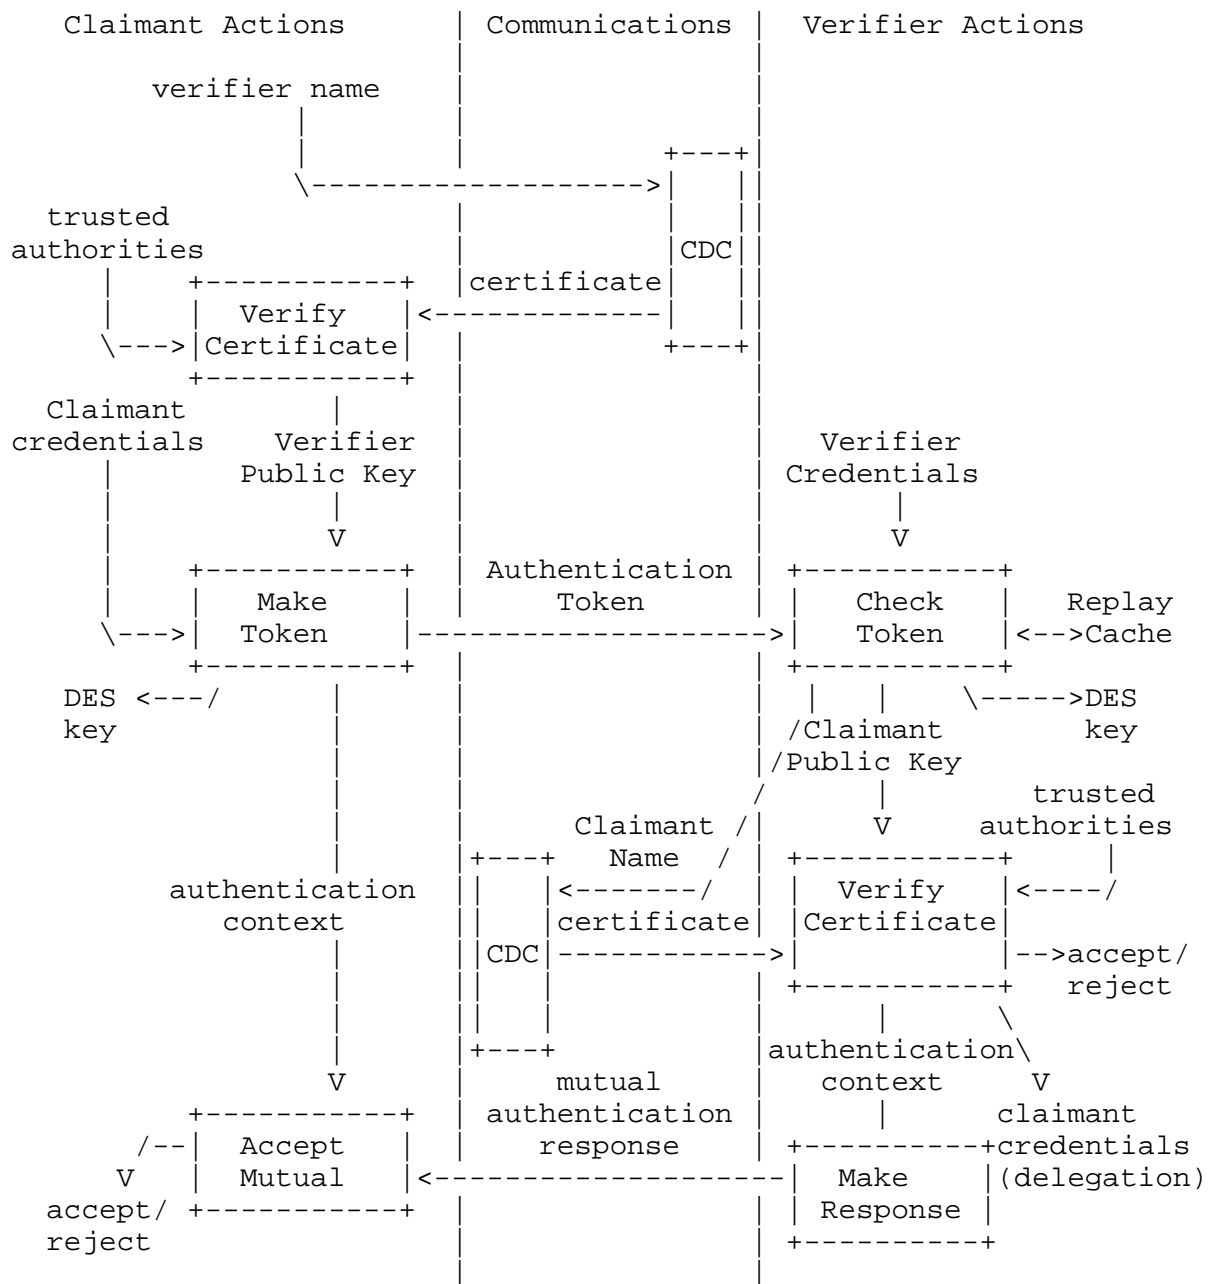 Claimant Actions | Communications | Verifier Actions
verifier name
trusted
authorities
CDC
certificate
Verify
Certificate
Claimant
credentials
Verifier
Public Key
Verifier
Credentials
Make
Token
Authentication
Token
Check
Token
Replay
Cache
DES
key
DES
key
Claimant
Public Key
trusted
authorities
Claimant
Name
authentication
context
CDC
certificate
Verify
Certificate
accept/
reject
authentication
context
mutual
authentication
response
claimant
credentials
(delegation)
Accept
Mutual
Make
Response
accept/
reject